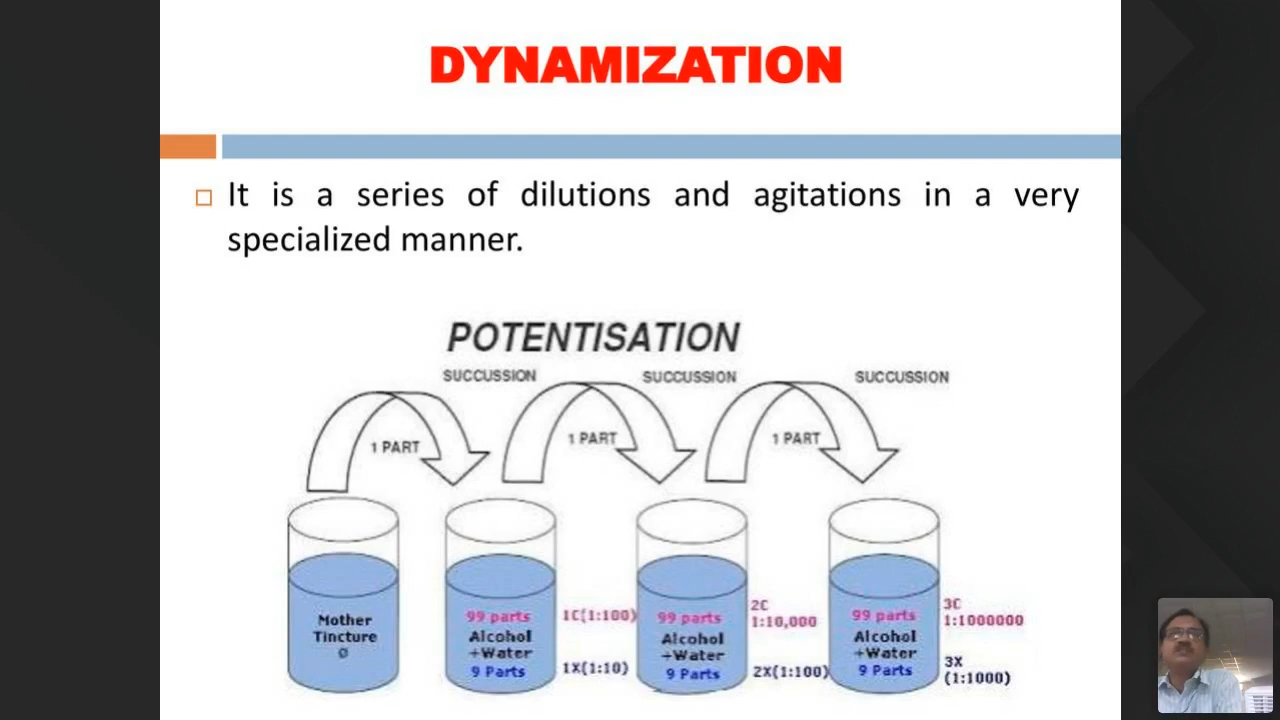 DYNAMIZATION
It is a series of dilutions and agitations in a very
specialized manner.
POTENTISATION
SUCCUSSION SUCCUSSION SUCCUSSION
1 PART 1 PART 1 PART
Mother
Tincture
Ø
99 parts
Alcohol
+Water
9 Parts
1C(1:100)
1X(1:10)
99 parts
Alcohol
+Water
9 Parts
2C
1:10,000
2X(1:100)
99 parts
Alcohol
+Water
9 Parts
3C
1:1000000
3X
(1:1000)